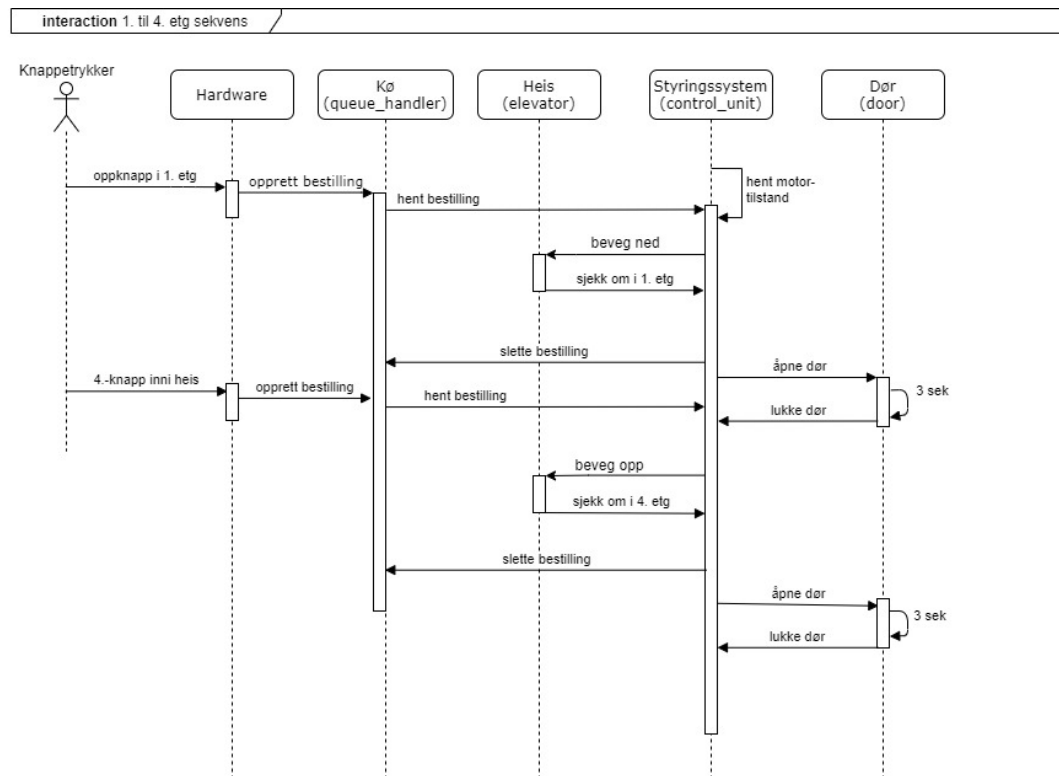 interaction 1. til 4. etg sekvens
Knappetrykker
Hardware
Kø
(queue_handler)
Heis
(elevator)
Styringssystem
(control_unit)
Dør
(door)
oppknapp i 1. etg
opprett bestilling
hent bestilling
hent motor-
tilstand
beveg ned
sjekk om i 1. etg
slette bestilling
åpne dør
4.-knapp inni heis
opprett bestilling
hent bestilling
3 sek
lukke dør
beveg opp
sjekk om i 4. etg
slette bestilling
åpne dør
3 sek
lukke dør